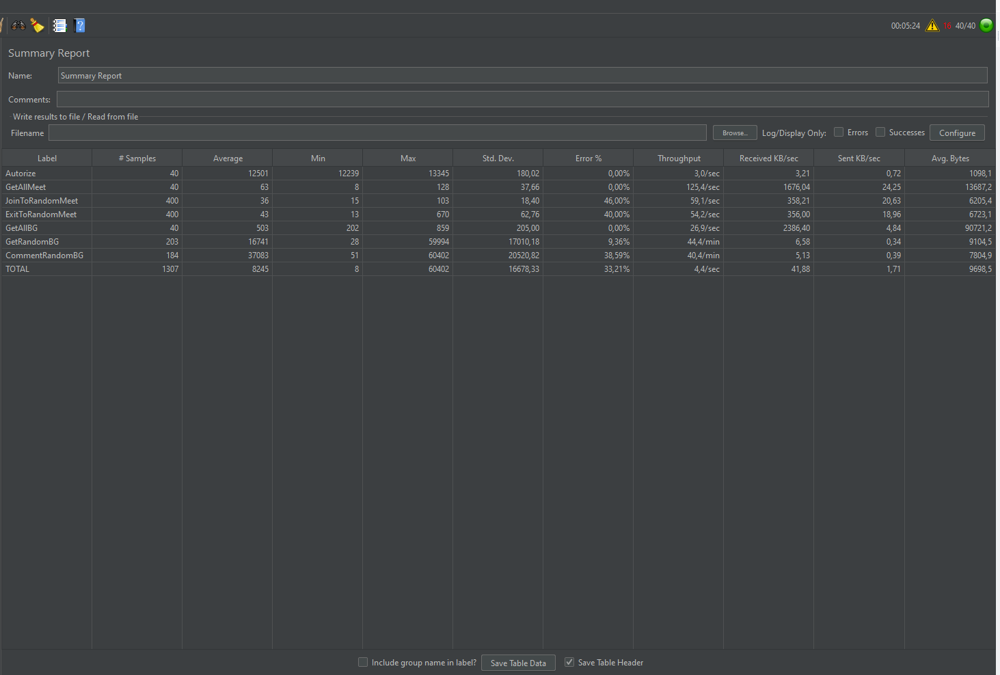 00:05:24 16 40/40
Summary Report
Name: Summary Report
Comments:
Write results to file / Read from file
Filename Browse... Log/Display Only: Errors Successes Configure
Label # Samples Average Min Max Std. Dev. Error % Throughput Received KB/sec Sent KB/sec Avg. Bytes
Autorize 40 12501 12239 13345 180,02 0,00% 3,0/sec 3,21 0,72 1098,1
GetAllMeet 40 63 8 128 37,66 0,00% 125,4/sec 1676,04 24,25 13687,2
JoinToRandomMeet 400 36 15 103 18,40 46,00% 59,1/sec 358,21 20,63 6205,4
ExitToRandomMeet 400 43 13 670 62,76 40,00% 54,2/sec 356,00 18,96 6723,1
GetAllBG 40 503 202 859 205,00 0,00% 26,9/sec 2386,40 4,84 90721,2
GetRandomBG 203 16741 28 59994 17010,18 9,36% 44,4/min 6,58 0,34 9104,5
CommentRandomBG 184 37083 51 60402 20520,82 38,59% 40,4/min 5,13 0,39 7804,9
TOTAL 1307 8245 8 60402 16678,33 33,21% 4,4/sec 41,88 1,71 9698,5
Include group name in label? Save Table Data Save Table Header